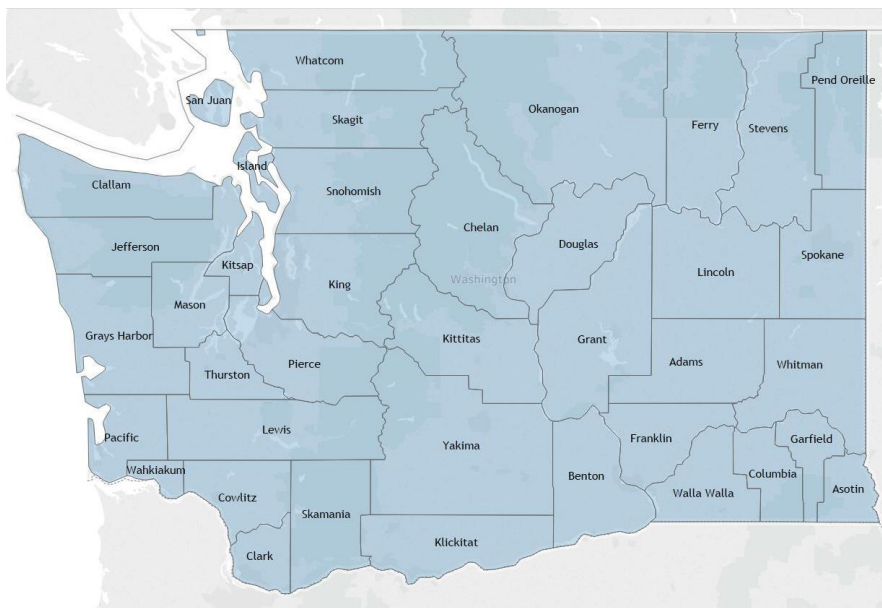 Whatcom
Pend Oreille
San Juan
Skagit
Okanogan
Ferry
Stevens
Island
Clallam
Snohomish
Chelan
Jefferson
Douglas
Spokane
Kitsap
Lincoln
Washington
King
Mason
Grays Harbor
Kittitas
Grant
Pierce
Adams
Whitman
Thurston
Lewis
Pacific
Yakima
Franklin
Garfield
Wahkiakum
Benton
Columbia
Cowlitz
Walla Walla
Asotin
Skamania
Klickitat
Clark